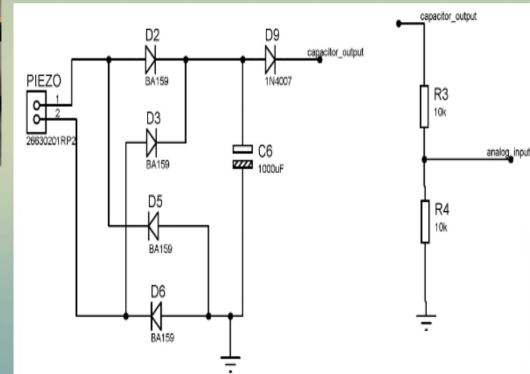 D2
BA159
D9
1N4007
capacitor_output
PIEZO
1
2
26630201RP2
D3
BA159
C6
1000uF
D5
BA159
D6
BA159
capacitor_output
R3
10k
analog_input
R4
10k